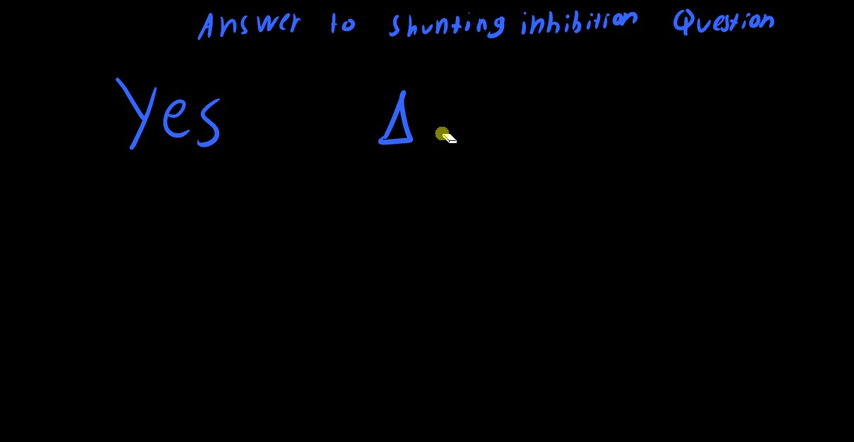 Answer to shunting inhibition Question
Yes Δ